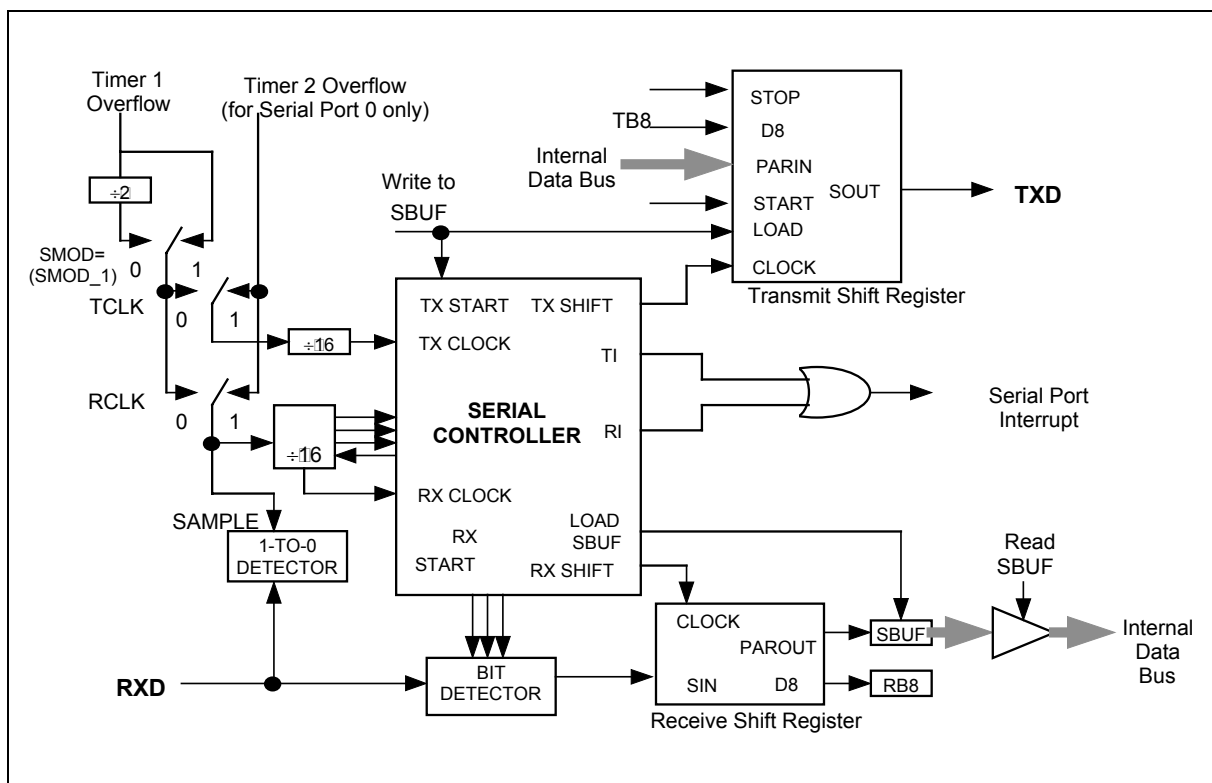 Timer 1
Overflow
Timer 2 Overflow
(for Serial Port 0 only)
÷2
SMOD=
(SMOD_1)
0
1
TCLK
0
1
÷16
RCLK
0
1
÷16
SAMPLE
1-TO-0
DETECTOR
RXD
Write to
SBUF
TX START
TX SHIFT
TX CLOCK
TI
SERIAL
CONTROLLER
RI
RX CLOCK
LOAD
SBUF
RX
START
RX SHIFT
BIT
DETECTOR
TB8
Internal
Data Bus
STOP
D8
PARIN
SOUT
START
LOAD
CLOCK
Transmit Shift Register
TXD
Serial Port
Interrupt
CLOCK
PAROUT
SIN
D8
Receive Shift Register
SBUF
RB8
Read
SBUF
Internal
Data
Bus